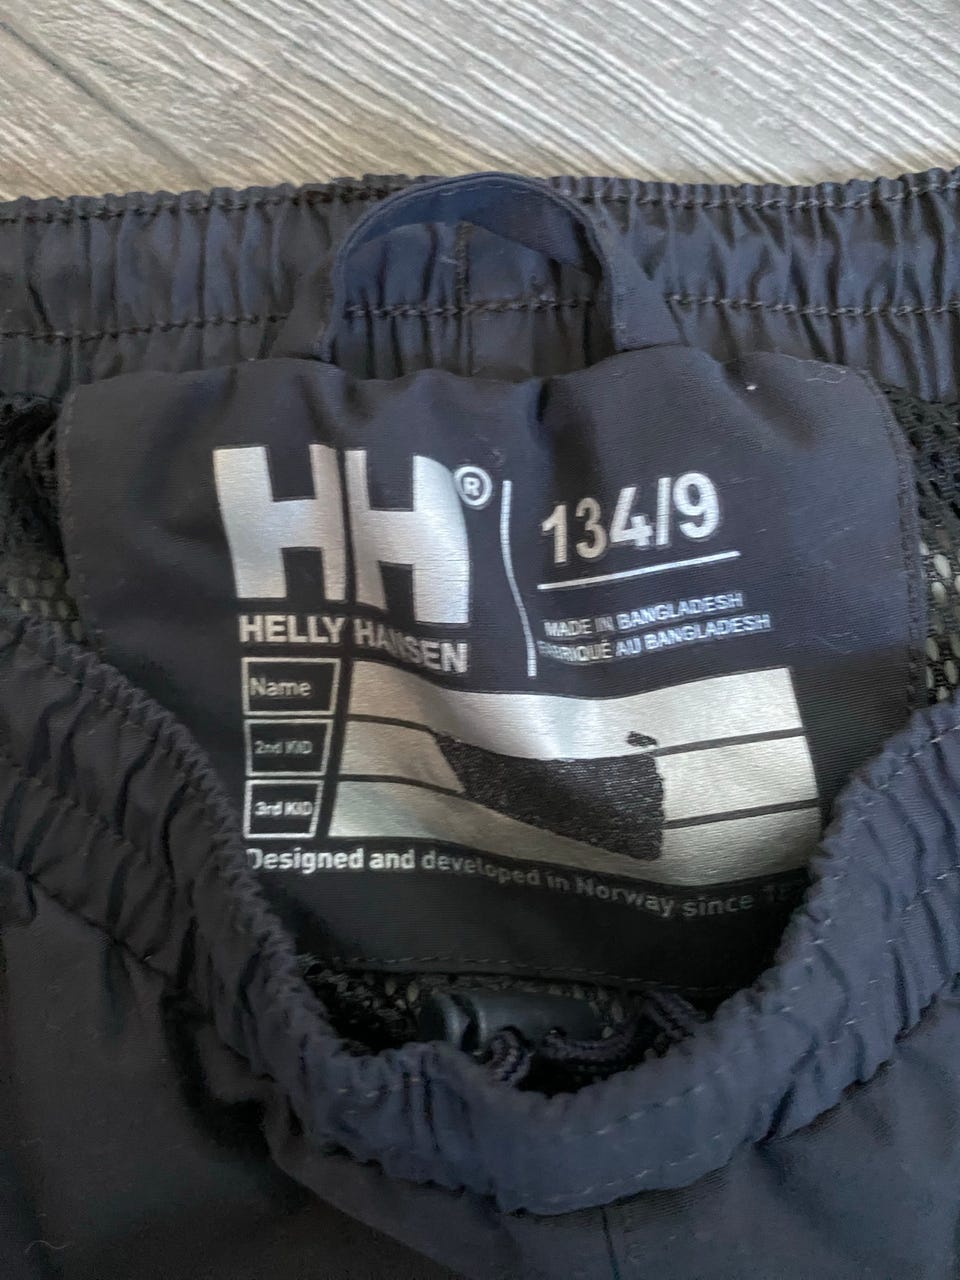 HH®
HELLY HANSEN
134/9
MADE IN BANGLADESH
FABRIQUÉ AU BANGLADESH
Name
2nd KID
3rd KID
Designed and developed in Norway since